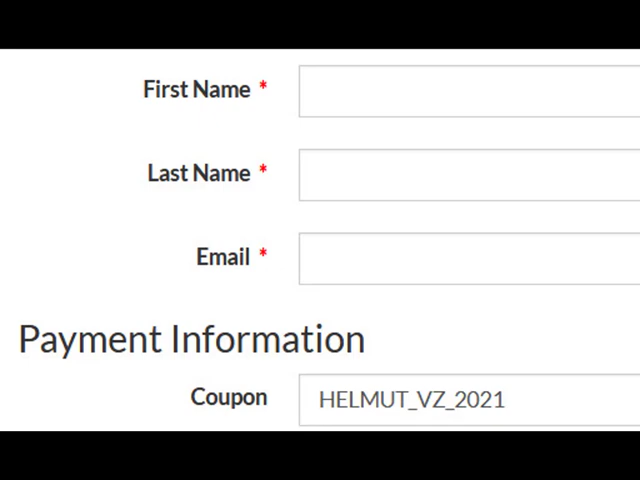 First Name *
Last Name *
Email *
Payment Information
Coupon HELMUT_VZ_2021